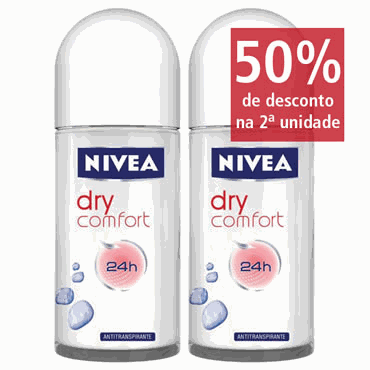 50%
de desconto
na 2ª unidade
NIVEA
dry
comfort
24h
ANTITRANSPIRANTE
NIVEA
dry
comfort
24h
ANTITRANSPIRANTE